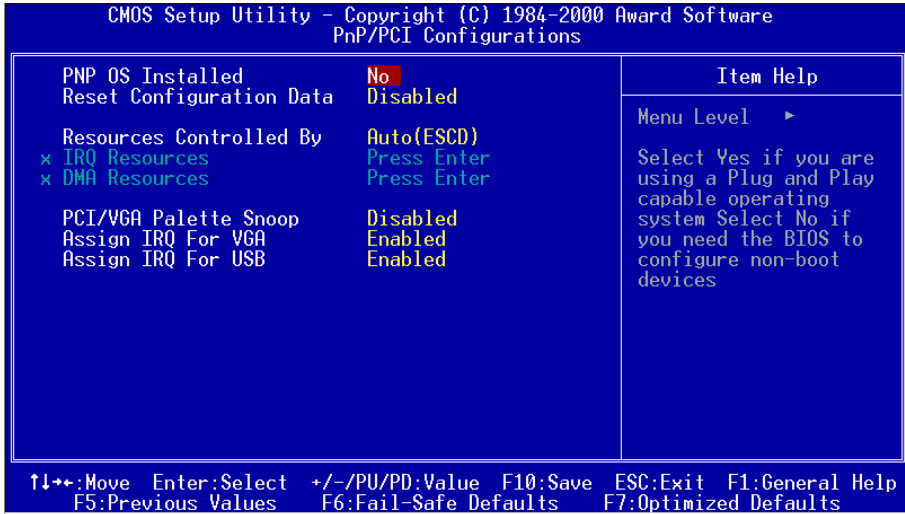 CMOS Setup Utility - Copyright (C) 1984-2000 Award Software
PnP/PCI Configurations
PNP OS Installed No
Reset Configuration Data Disabled
Resources Controlled By Auto(ESCD)
x IRQ Resources Press Enter
x DMA Resources Press Enter
PCI/VGA Palette Snoop Disabled
Assign IRQ For VGA Enabled
Assign IRQ For USB Enabled
Item Help
Menu Level ►
Select Yes if you are
using a Plug and Play
capable operating
system Select No if
you need the BIOS to
configure non-boot
devices
↑↓→←:Move Enter:Select +/-/PU/PD:Value F10:Save ESC:Exit F1:General Help
F5:Previous Values F6:Fail-Safe Defaults F7:Optimized Defaults